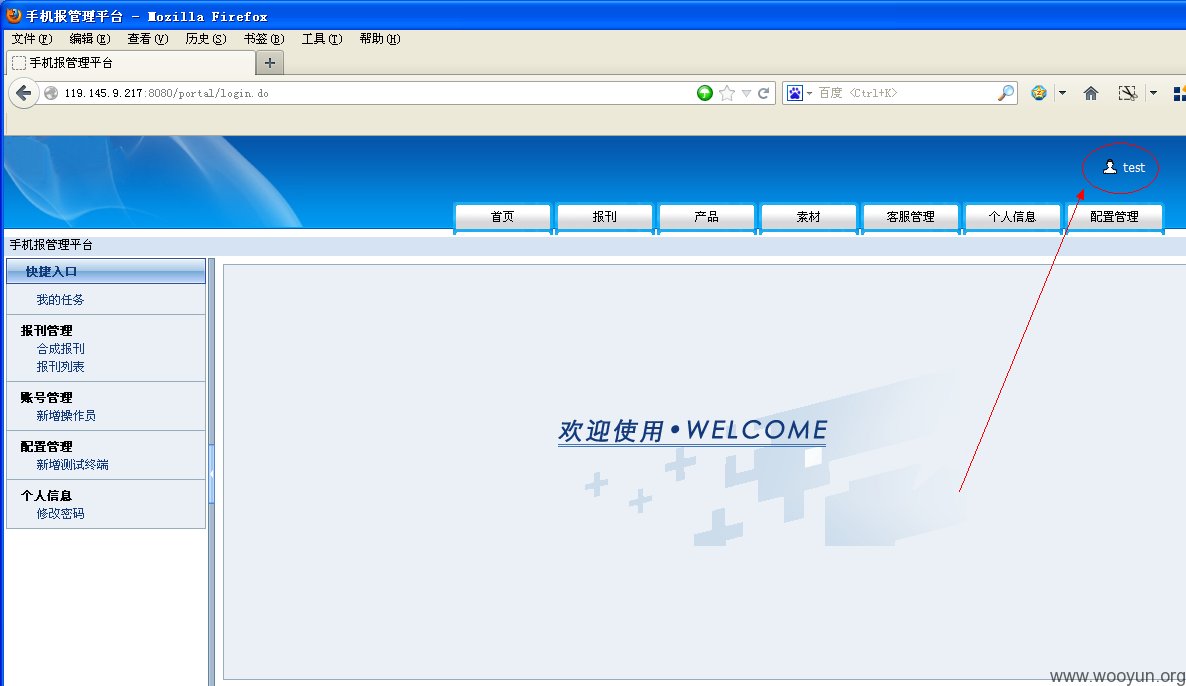 手机报管理平台 - Mozilla Firefox
文件(F) 编辑(E) 查看(V) 历史(S) 书签(B) 工具(T) 帮助(H)
手机报管理平台
119.145.9.217:8080/portal/login.do 百度 <Ctrl+K>
test
首页 报刊 产品 素材 客服管理 个人信息 配置管理
手机报管理平台
快捷入口
我的任务
报刊管理
合成报刊
报刊列表
账号管理
新增操作员
配置管理
新增测试终端
个人信息
修改密码
欢迎使用•WELCOME
www.wooyun.org